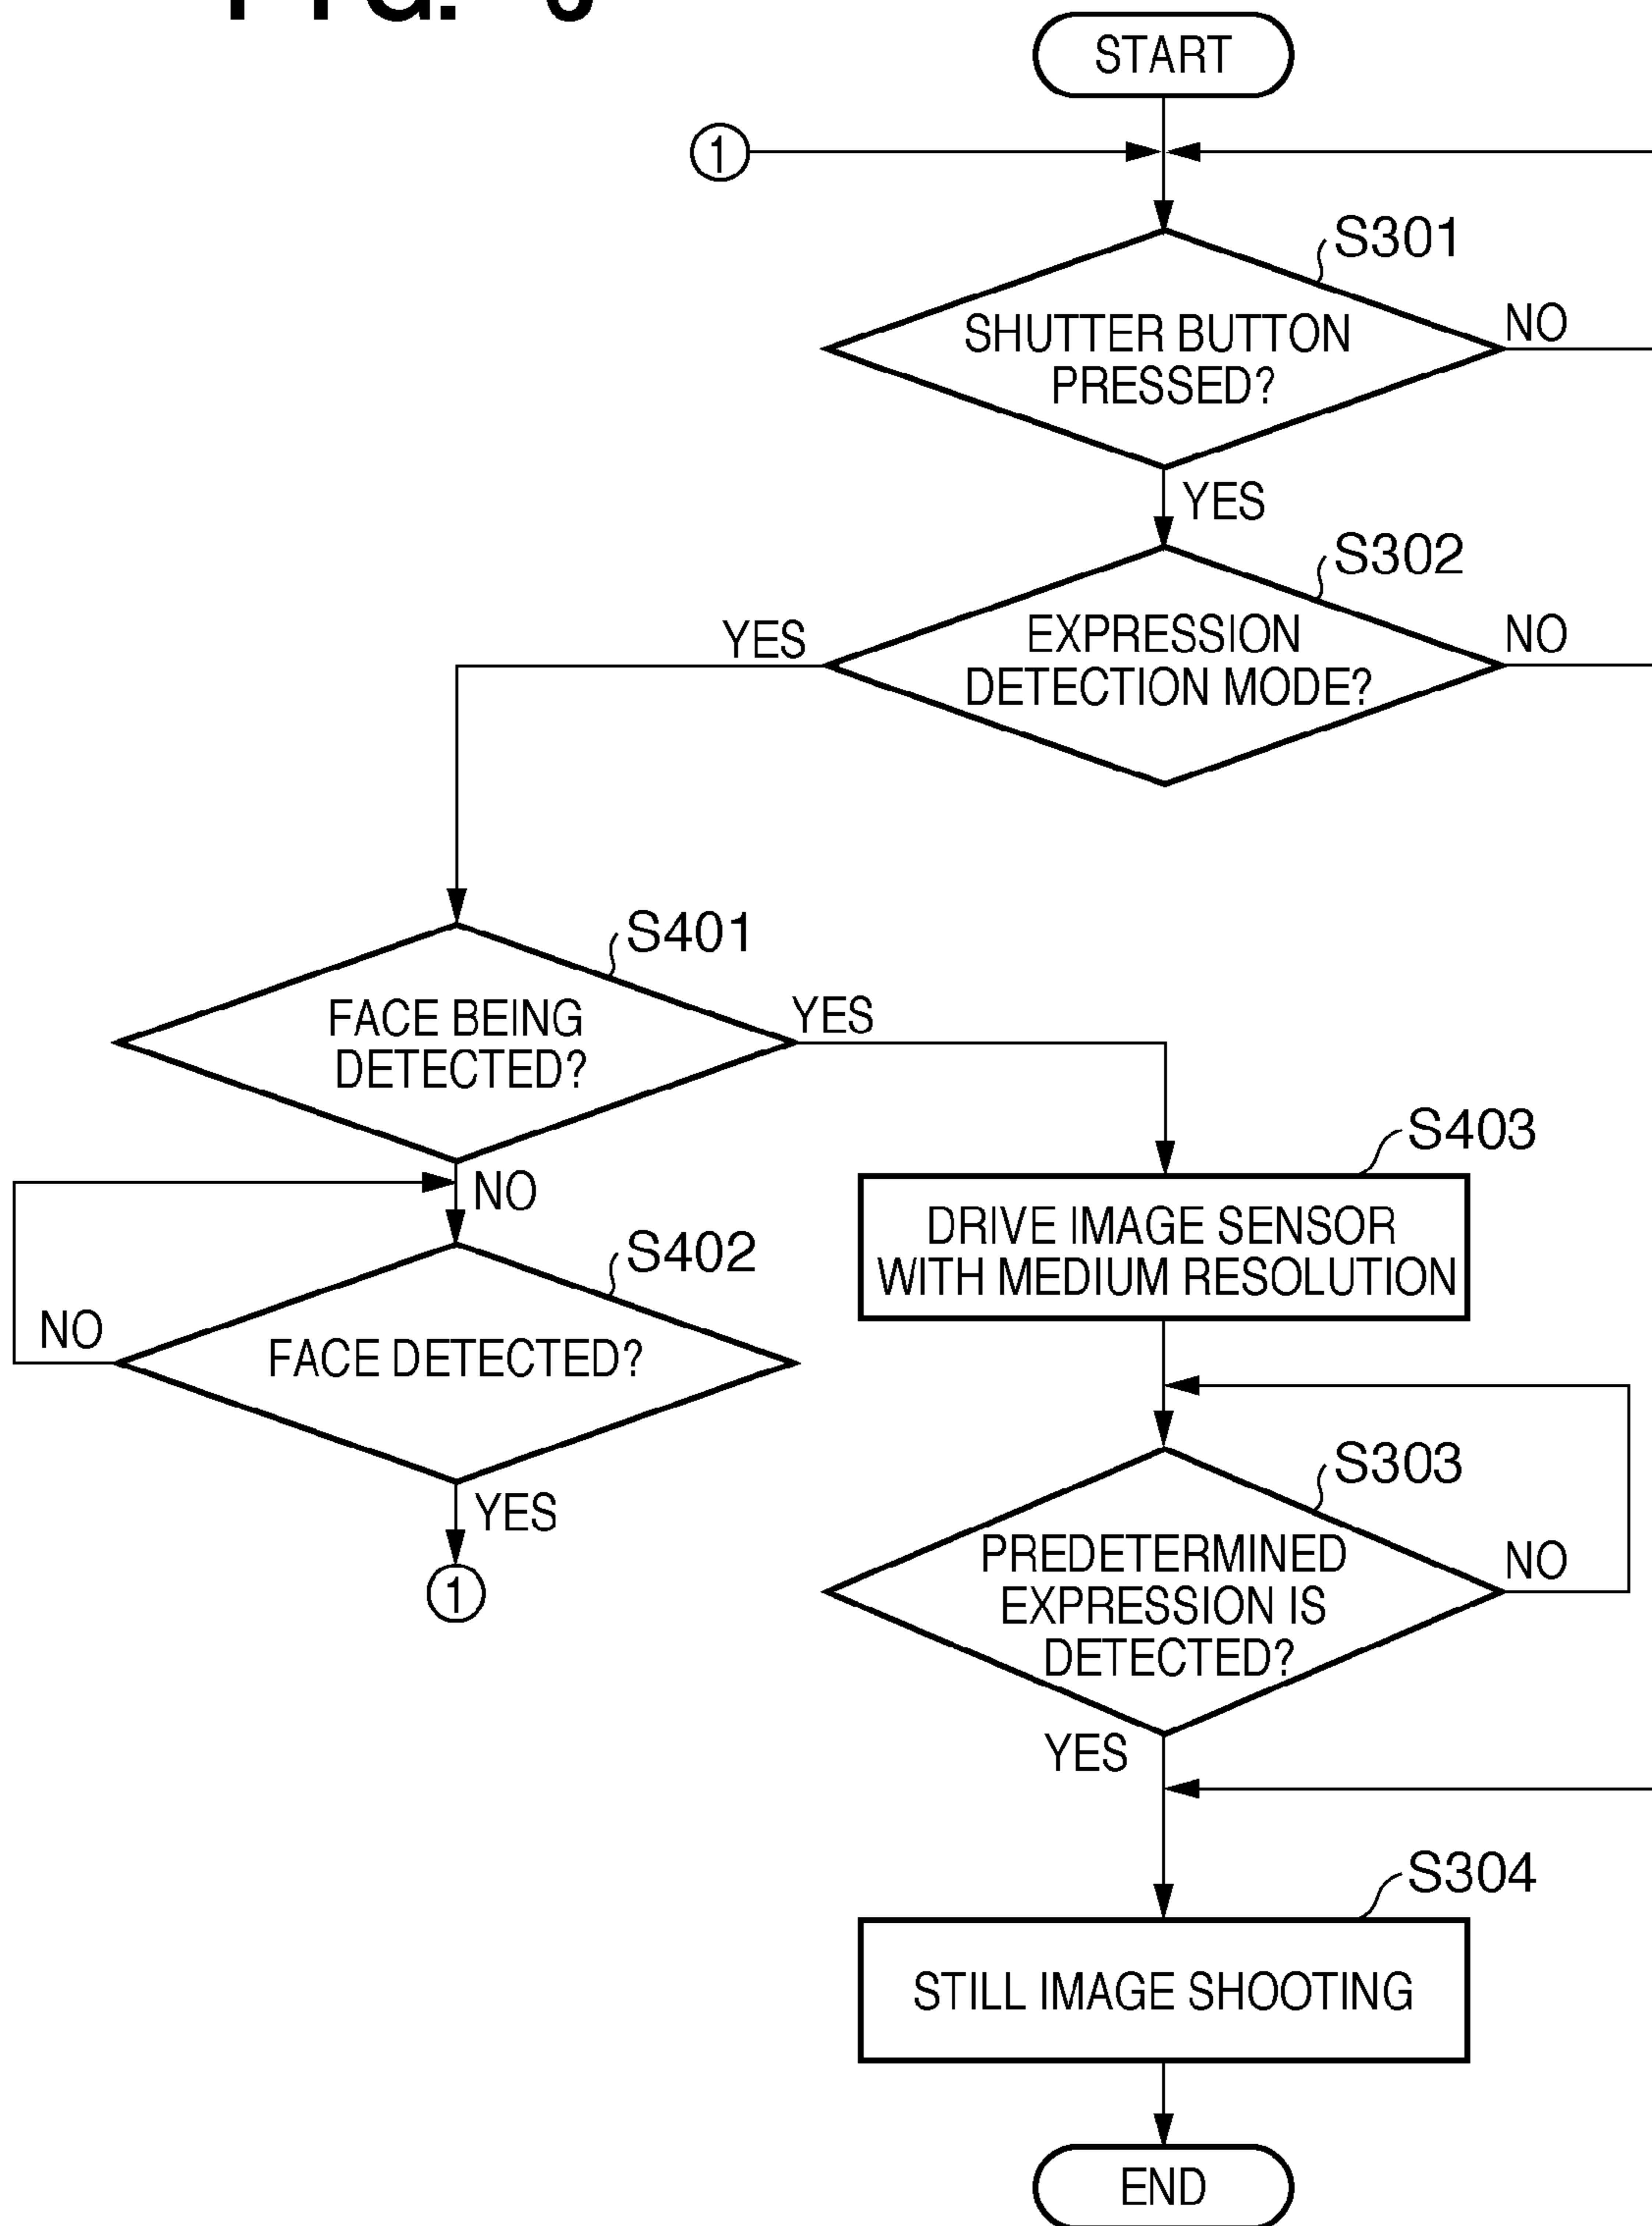 FIG.
START
1
S301
SHUTTER BUTTON
PRESSED?
NO
YES
S302
EXPRESSION
DETECTION MODE?
YES
NO
S401
FACE BEING
DETECTED?
YES
NO
S403
DRIVE IMAGE SENSOR
WITH MEDIUM RESOLUTION
S402
FACE DETECTED?
NO
YES
1
S303
PREDETERMINED
EXPRESSION IS
DETECTED?
NO
YES
S304
STILL IMAGE SHOOTING
END